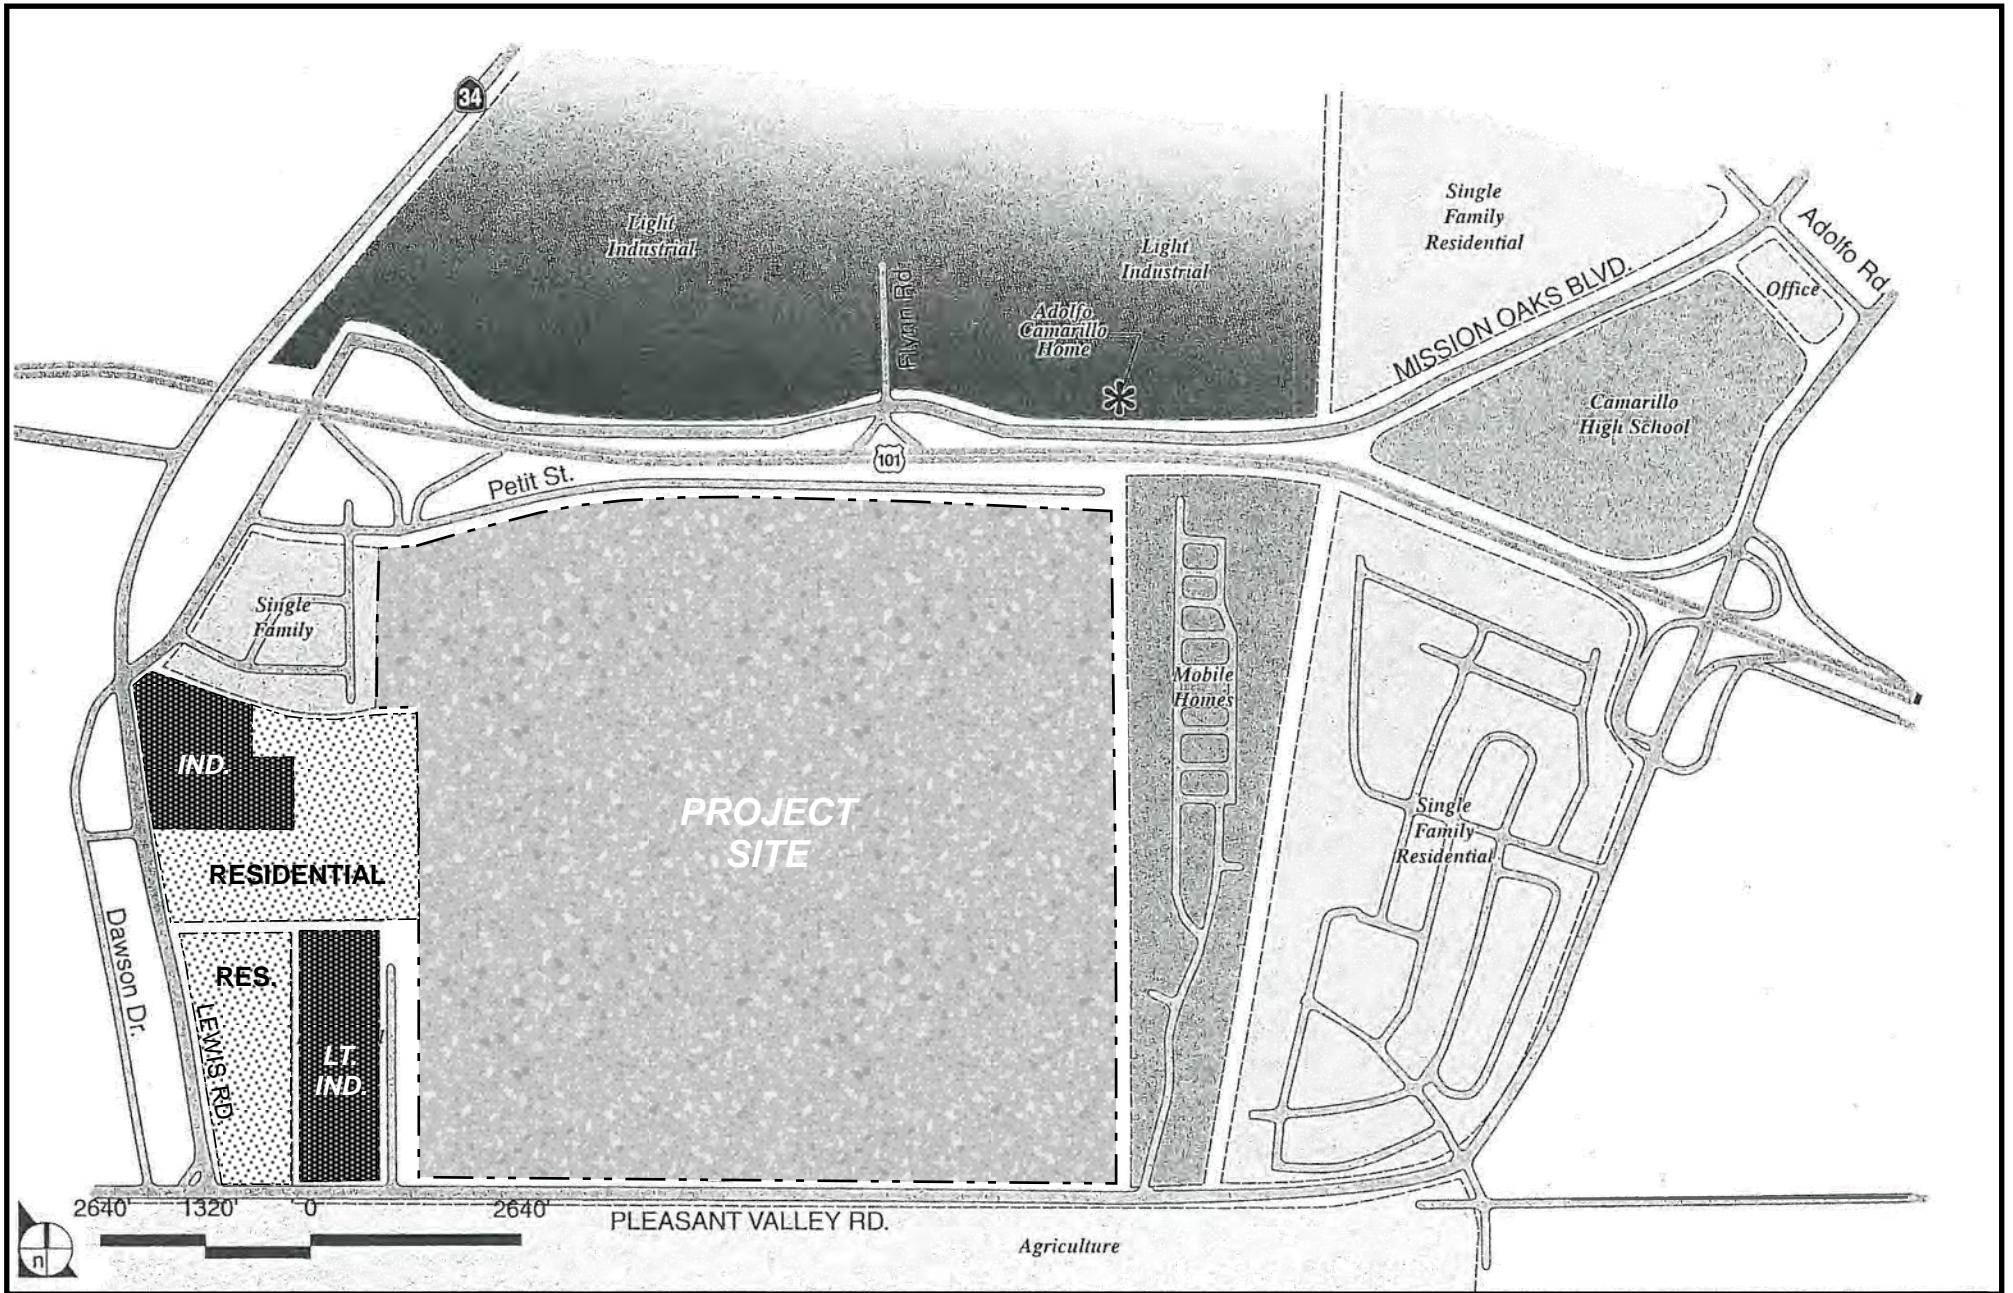 34
Light
Industrial
Light
Industrial
Single
Family
Residential
Adolfo Rd.
Office
MISSION OAKS BLVD.
Flynn Rd
Adolfo
Camarillo
Home
Camarillo
High School
101
Petit St.
Single
Family
Mobile
Homes
IND.
PROJECT
SITE
Single
Family
Residential
RESIDENTIAL
Dawson Dr.
RES.
LEWIS RD.
LT.
IND.
2640' 1320' 0 2640'
PLEASANT VALLEY RD.
Agriculture
n